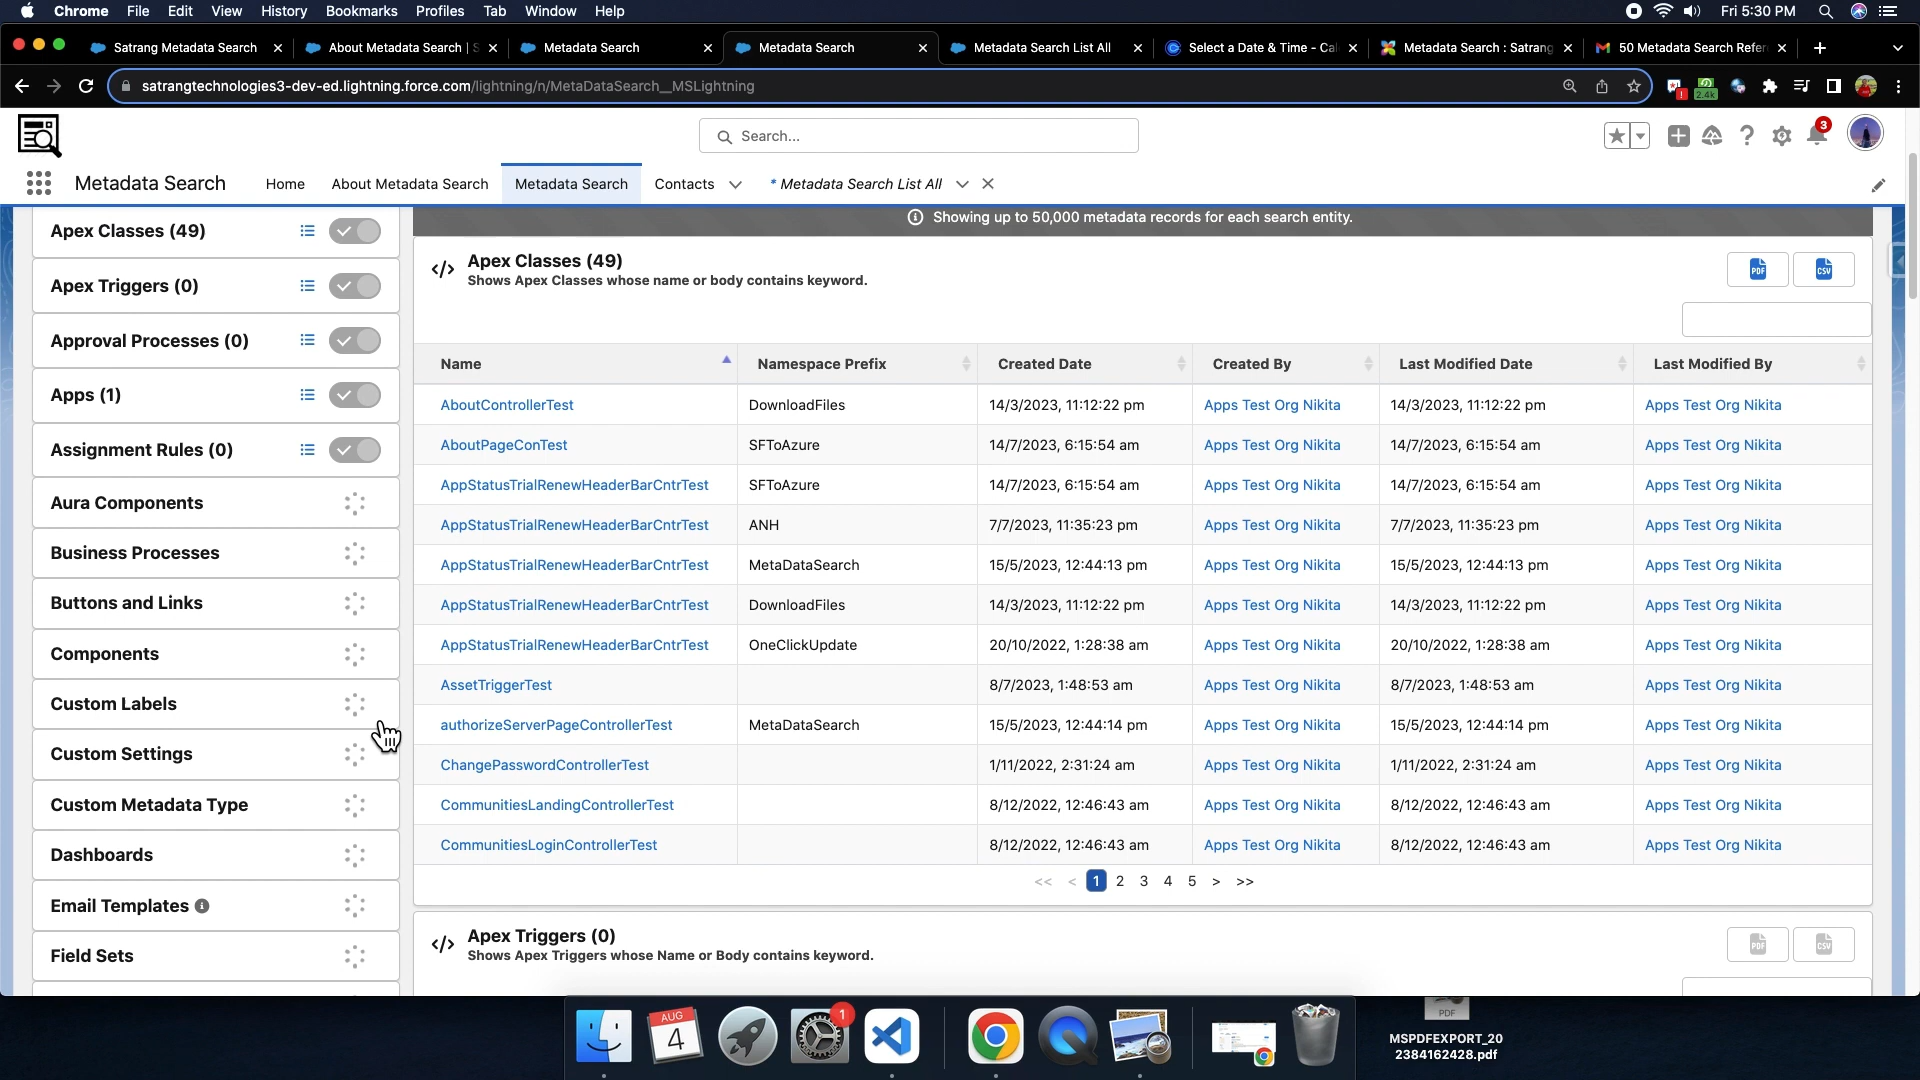 Chrome File Edit View History Bookmarks Profiles Tab Window Help Fri 5:30 PM
Satrang Metadata Search About Metadata Search | S Metadata Search Metadata Search Metadata Search List All Select a Date & Time - Cal Metadata Search : Satrang 50 Metadata Search Refer
satrangtechnologies3-dev-ed.lightning.force.com/lightning/n/MetaDataSearch__MSLightning 2.4k
Search... 3
Metadata Search Home About Metadata Search Metadata Search Contacts * Metadata Search List All
Showing up to 50,000 metadata records for each search entity.
Apex Classes (49)
Apex Triggers (0)
Approval Processes (0)
Apps (1)
Assignment Rules (0)
Aura Components
Business Processes
Buttons and Links
Components
Custom Labels
Custom Settings
Custom Metadata Type
Dashboards
Email Templates
Field Sets
Apex Classes (49)
Shows Apex Classes whose name or body contains keyword.
PDF CSV
Name Namespace Prefix Created Date Created By Last Modified Date Last Modified By
AboutControllerTest DownloadFiles 14/3/2023, 11:12:22 pm Apps Test Org Nikita 14/3/2023, 11:12:22 pm Apps Test Org Nikita
AboutPageConTest SFToAzure 14/7/2023, 6:15:54 am Apps Test Org Nikita 14/7/2023, 6:15:54 am Apps Test Org Nikita
AppStatusTrialRenewHeaderBarCntrTest SFToAzure 14/7/2023, 6:15:54 am Apps Test Org Nikita 14/7/2023, 6:15:54 am Apps Test Org Nikita
AppStatusTrialRenewHeaderBarCntrTest ANH 7/7/2023, 11:35:23 pm Apps Test Org Nikita 7/7/2023, 11:35:23 pm Apps Test Org Nikita
AppStatusTrialRenewHeaderBarCntrTest MetaDataSearch 15/5/2023, 12:44:13 pm Apps Test Org Nikita 15/5/2023, 12:44:13 pm Apps Test Org Nikita
AppStatusTrialRenewHeaderBarCntrTest DownloadFiles 14/3/2023, 11:12:22 pm Apps Test Org Nikita 14/3/2023, 11:12:22 pm Apps Test Org Nikita
AppStatusTrialRenewHeaderBarCntrTest OneClickUpdate 20/10/2022, 1:28:38 am Apps Test Org Nikita 20/10/2022, 1:28:38 am Apps Test Org Nikita
AssetTriggerTest 8/7/2023, 1:48:53 am Apps Test Org Nikita 8/7/2023, 1:48:53 am Apps Test Org Nikita
authorizeServerPageControllerTest MetaDataSearch 15/5/2023, 12:44:14 pm Apps Test Org Nikita 15/5/2023, 12:44:14 pm Apps Test Org Nikita
ChangePasswordControllerTest 1/11/2022, 2:31:24 am Apps Test Org Nikita 1/11/2022, 2:31:24 am Apps Test Org Nikita
CommunitiesLandingControllerTest 8/12/2022, 12:46:43 am Apps Test Org Nikita 8/12/2022, 12:46:43 am Apps Test Org Nikita
CommunitiesLoginControllerTest 8/12/2022, 12:46:43 am Apps Test Org Nikita 8/12/2022, 12:46:43 am Apps Test Org Nikita
<< < 1 2 3 4 5 > >>
Apex Triggers (0)
Shows Apex Triggers whose Name or Body contains keyword.
PDF CSV
AUG
4
1
PDF
MSPDFEXPORT_20
2384162428.pdf